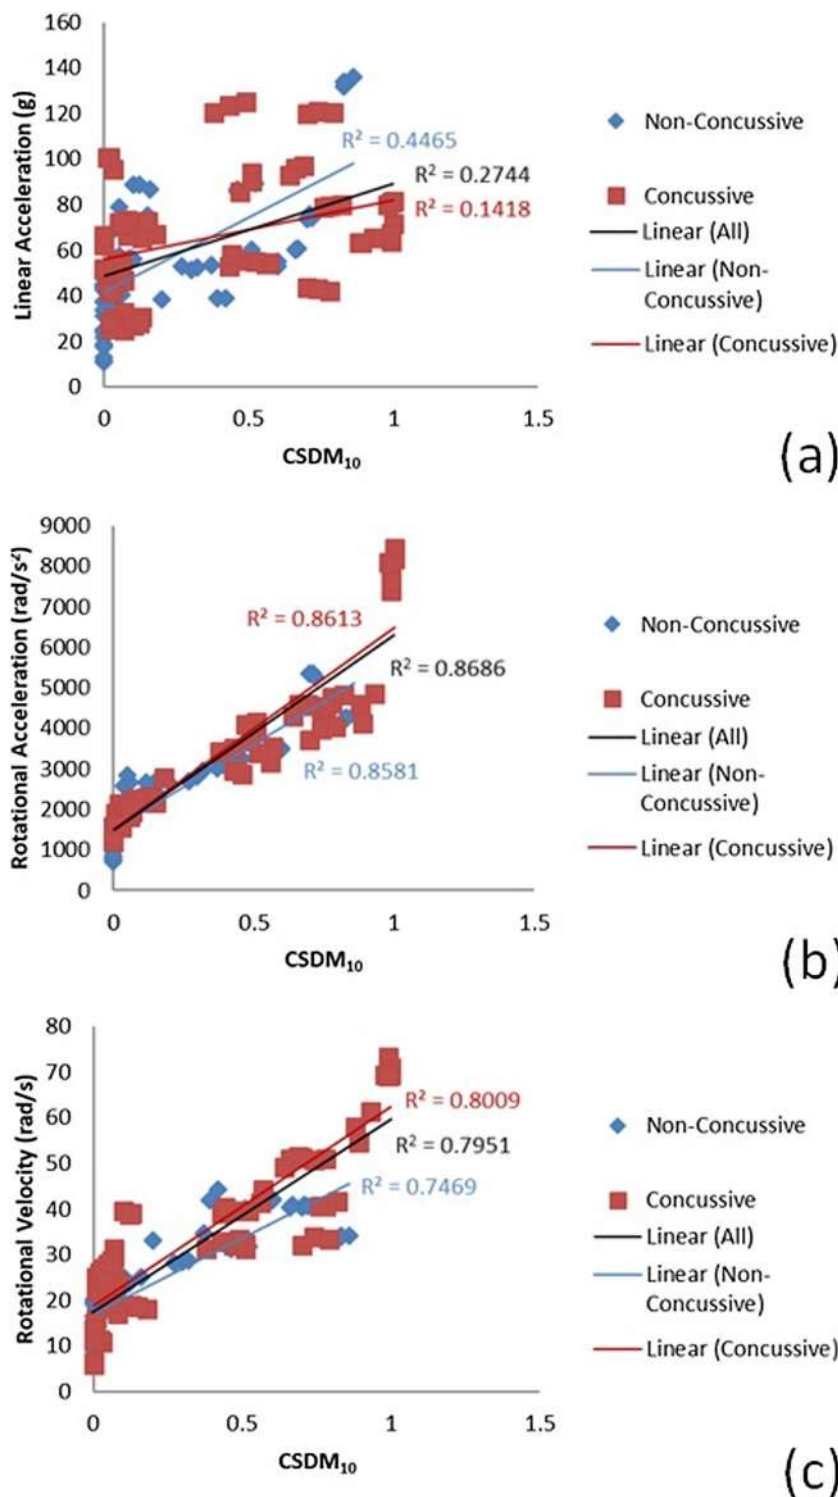 160
140
120
100
80
60
40
20
0
Linear Acceleration (g)
R² = 0.4465
R² = 0.2744
R² = 0.1418
0 0.5 1 1.5
CSDM₁₀
Non-Concussive
Concussive
Linear (All)
Linear (Non-
Concussive)
Linear (Concussive)
(a)
9000
8000
7000
6000
5000
4000
3000
2000
1000
0
Rotational Acceleration (rad/s²)
R² = 0.8613
R² = 0.8686
R² = 0.8581
0 0.5 1 1.5
CSDM₁₀
Non-Concussive
Concussive
Linear (All)
Linear (Non-
Concussive)
Linear (Concussive)
(b)
80
70
60
50
40
30
20
10
0
Rotational Velocity (rad/s)
R² = 0.8009
R² = 0.7951
R² = 0.7469
0 0.5 1 1.5
CSDM₁₀
Non-Concussive
Concussive
Linear (All)
Linear (Non-
Concussive)
Linear (Concussive)
(c)